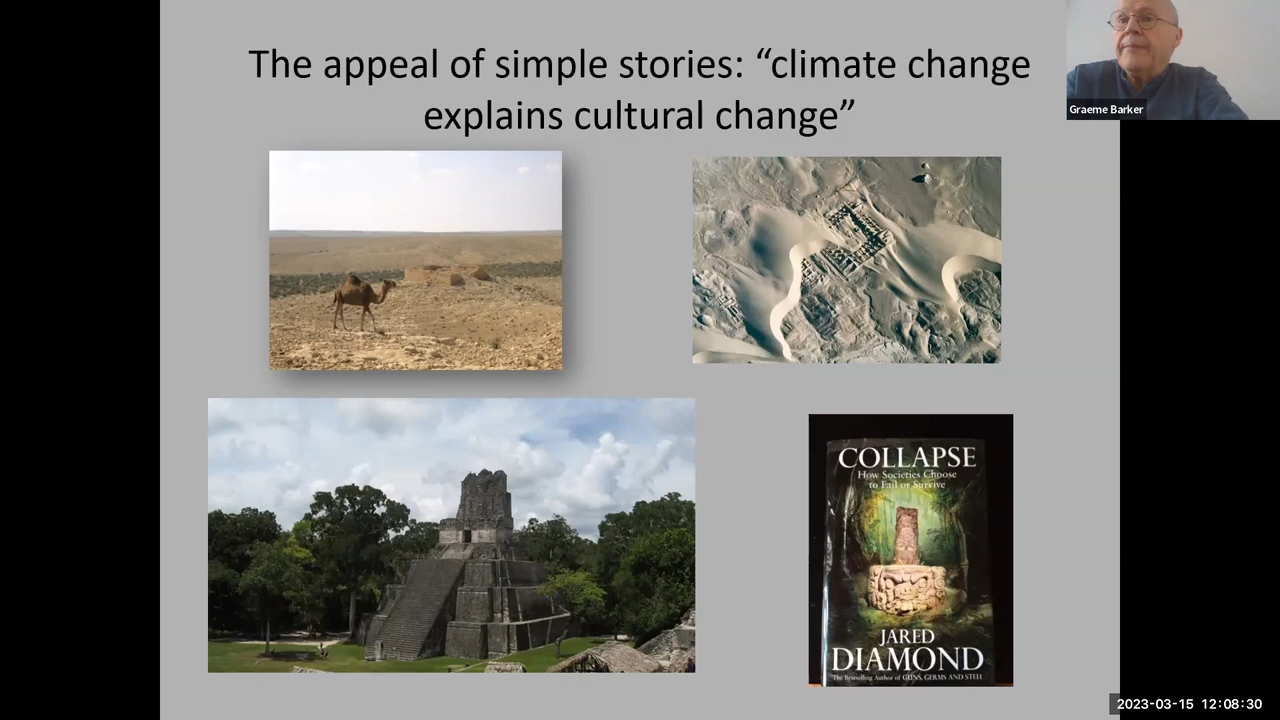 The appeal of simple stories: “climate change
explains cultural change”
Graeme Barker
COLLAPSE
How Societies Choose
to Fail or Survive
JARED
DIAMOND
The Bestselling Author of GUNS, GERMS AND STEEL
2023-03-15 12:08:30